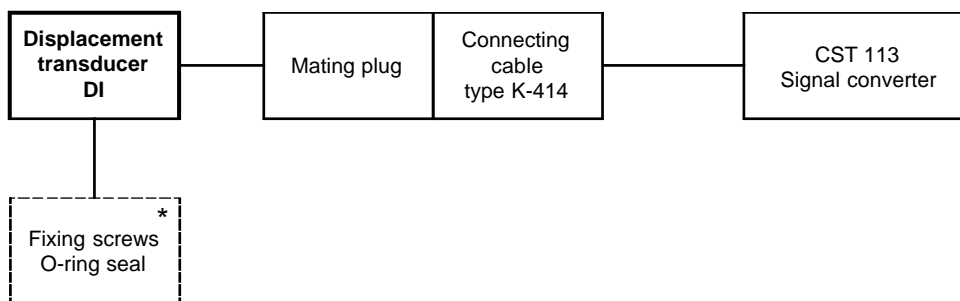 Displacement
transducer
DI
Mating plug
Connecting
cable
type K-414
CST 113
Signal converter
*
Fixing screws
O-ring seal